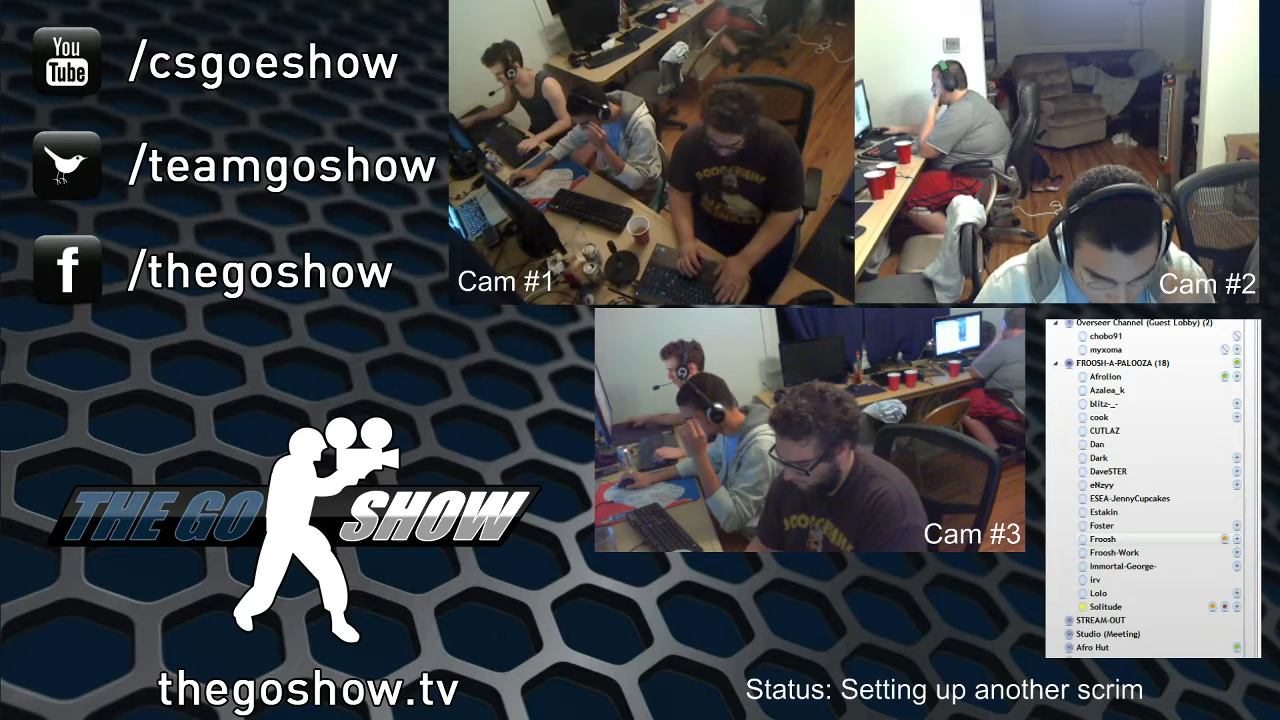 You
Tube
/csgoeshow
/teamgoshow
f
/thegoshow
THE GO SHOW
thegoshow.tv
Cam #1
Cam #2
Cam #3
Overseer Channel (Guest Lobby) (2)
chobo91
myxoma
FROOSH-A-PALOOZA (18)
Afrolion
Azalea_k
blitz-_-
cook
CUTLAZ
Dan
Dark
DaveSTER
eNzyy
ESEA-JennyCupcakes
Estakin
Foster
Froosh
Froosh-Work
Immortal-George-
irv
Lolo
Solitude
STREAM-OUT
Studio (Meeting)
Afro Hut
Status: Setting up another scrim